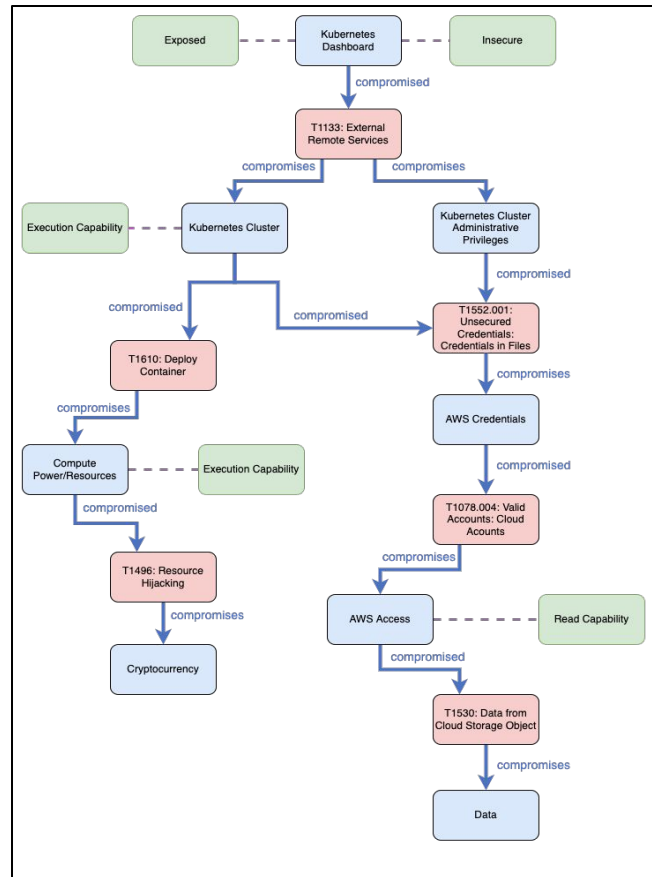 Exposed
Kubernetes
Dashboard
Insecure
compromised
T1133: External
Remote Services
compromises
compromises
Execution Capability
Kubernetes Cluster
Kubernetes Cluster
Administrative
Privileges
compromised
compromised
compromised
T1552.001:
Unsecured
Credentials:
Credentials in Files
T1610: Deploy
Container
compromises
compromises
AWS Credentials
Compute
Power/Resources
Execution Capability
compromised
compromised
T1078.004: Valid
Accounts: Cloud
Acounts
T1496: Resource
Hijacking
compromises
compromises
AWS Access
Read Capability
Cryptocurrency
compromised
T1530: Data from
Cloud Storage Object
compromises
Data